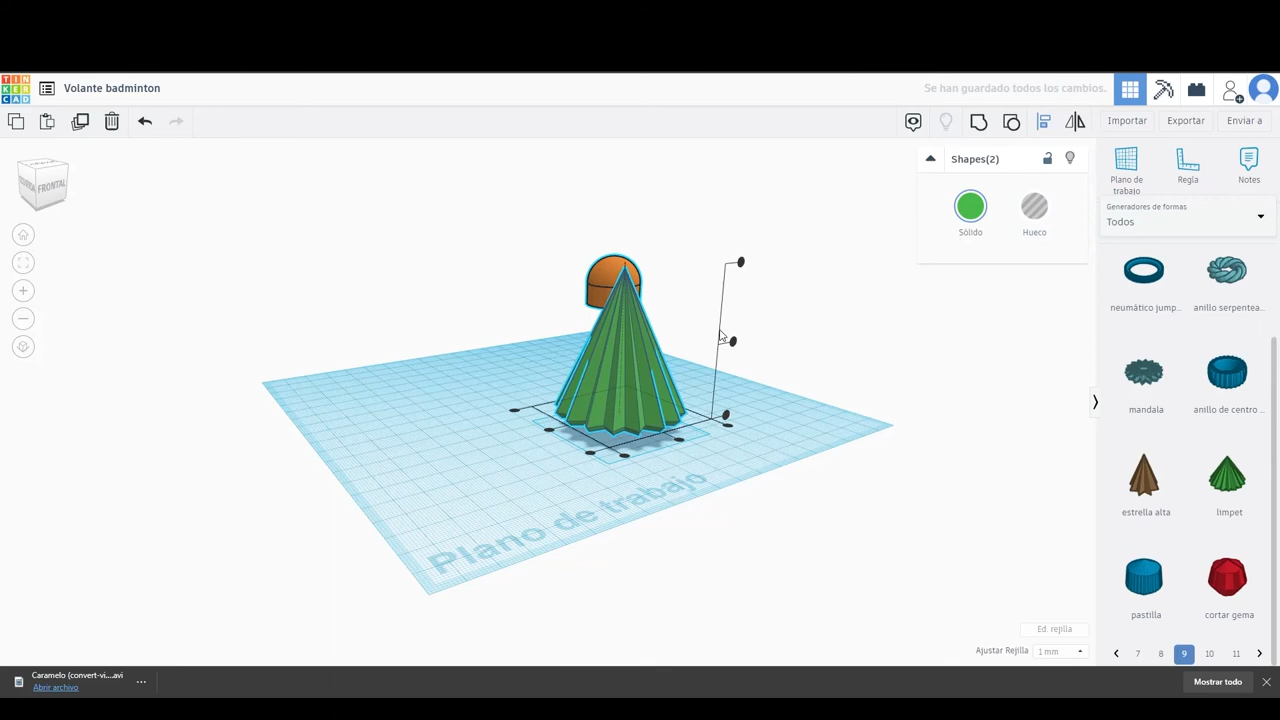 TIN
KER
CAD
Volante badminton
Se han guardado todos los cambios.
Importar
Exportar
Enviar a
Shapes(2)
Sólido
Hueco
Plano de
trabajo
Regla
Notes
Generadores de formas
Todos
FRONTAL
neumático jump...
anillo serpentea...
mandala
anillo de centro ...
estrella alta
limpet
pastilla
cortar gema
Plano de trabajo
Ed. rejilla
Ajustar Rejilla
1 mm
7
8
9
10
11
Caramelo (convert-vi....avi
Abrir archivo
Mostrar todo